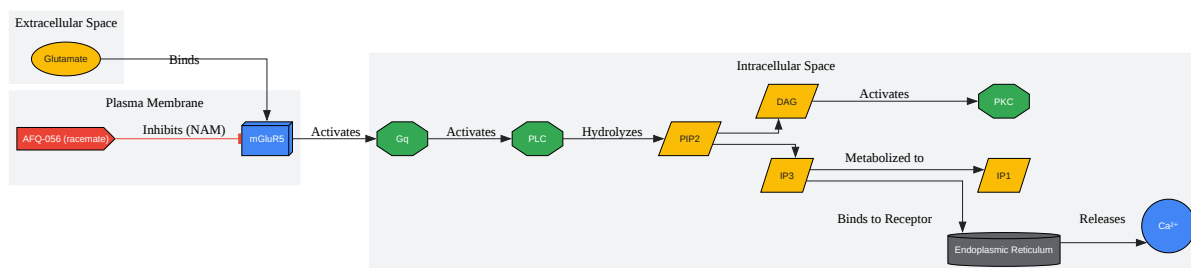 Extracellular Space
Glutamate
Binds
Plasma Membrane
AFQ-056 (racemate)
Inhibits (NAM)
mGluR5
Activates
Intracellular Space
Gq
Activates
PLC
Hydrolyzes
PIP2
DAG
Activates
PKC
IP3
Metabolized to
IP1
Binds to Receptor
Endoplasmic Reticulum
Releases
Ca²⁺